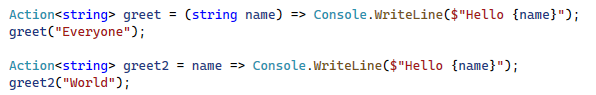 Action<string> greet = (string name) => Console.WriteLine($"Hello {name}");
greet("Everyone");
Action<string> greet2 = name => Console.WriteLine($"Hello {name}");
greet2("World");